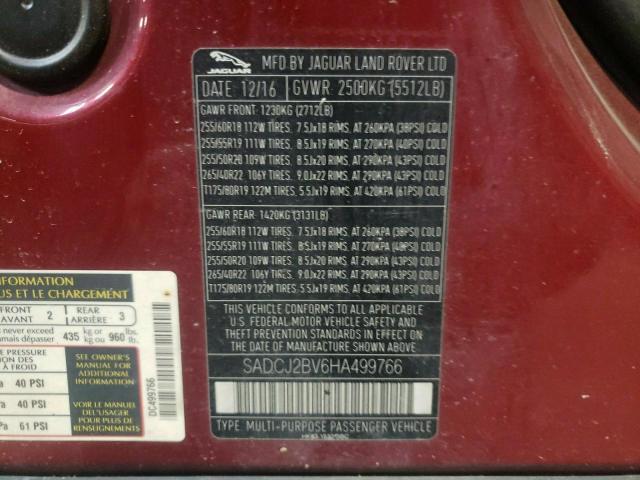 JAGUAR
MFD BY JAGUAR LAND ROVER LTD
DATE 12/16 GVWR 2500KG (5512LB)
GAWR FRONT 1230KG (2712LB)
255/60R18 112W TIRES. 7.5Jx18 RIMS. AT 260KPA (38PSI) COLD
255/55R19 111W TIRES. 8.5Jx19 RIMS. AT 270KPA (40PSI) COLD
255/50R20 109W TIRES. 8.5Jx20 RIMS. AT 290KPA (43PSI) COLD
265/40R22 106Y TIRES. 9.0Jx22 RIMS. AT 290KPA (43PSI) COLD
T175/80R19 122M TIRES. 5.5Jx19 RIMS. AT 420KPA (61PSI) COLD
GAWR REAR 1420KG (3131LB)
255/60R18 112W TIRES. 7.5Jx18 RIMS. AT 260KPA (38PSI) COLD
255/55R19 111W TIRES. 8.5Jx19 RIMS. AT 270KPA COLD
255/50R20 109W TIRES. 8.5Jx20 RIMS. AT 290KPA (43PSI) COLD
265/40R22 106Y TIRES. 9.0Jx22 RIMS. AT 290KPA (43PSI) COLD
T175/80R19 122M TIRES. 5.5Jx19 RIMS. AT 420KPA (61PSI) COLD
THIS VEHICLE CONFORMS TO ALL APPLICABLE
U.S. FEDERAL MOTOR VEHICLE SAFETY AND
THEFT PREVENTION STANDARDS IN EFFECT ON THE
DATE OF MANUFACTURE SHOWN ABOVE.
SADCJ2BV6HA499766
TYPE: MULTI-PURPOSE PASSENGER VEHICLE
INFORMATION
US ET LE CHARGEMENT
FRONT 2 REAR 3
AVANT ARRIÈRE
s never exceed 435 kg or 960 lbs.
amais dépasser kg ou lb.
E PRESSURE
ION DES
À FROID
a 40 PSI
a 40 PSI
Pa 61 PSI
SEE OWNER'S
MANUAL FOR
ADDITIONAL
INFORMATION
VOIR LE MANUEL
DE L'USAGER
POUR PLUS DE
RENSEIGNEMENTS
DC499766